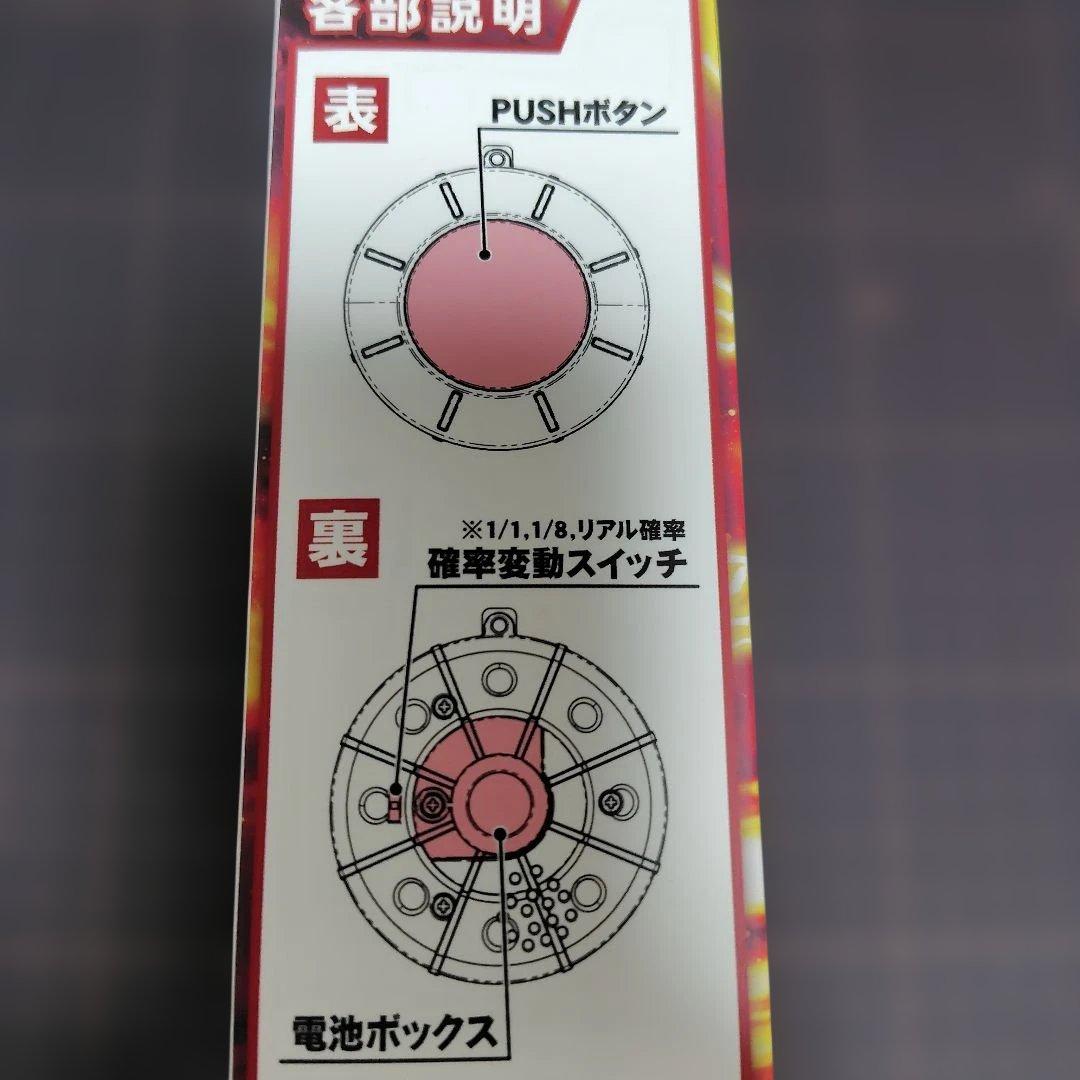 各部説明
表
PUSHボタン
裏
※1/1,1/8,リアル確率
確率変動スイッチ
電池ボックス